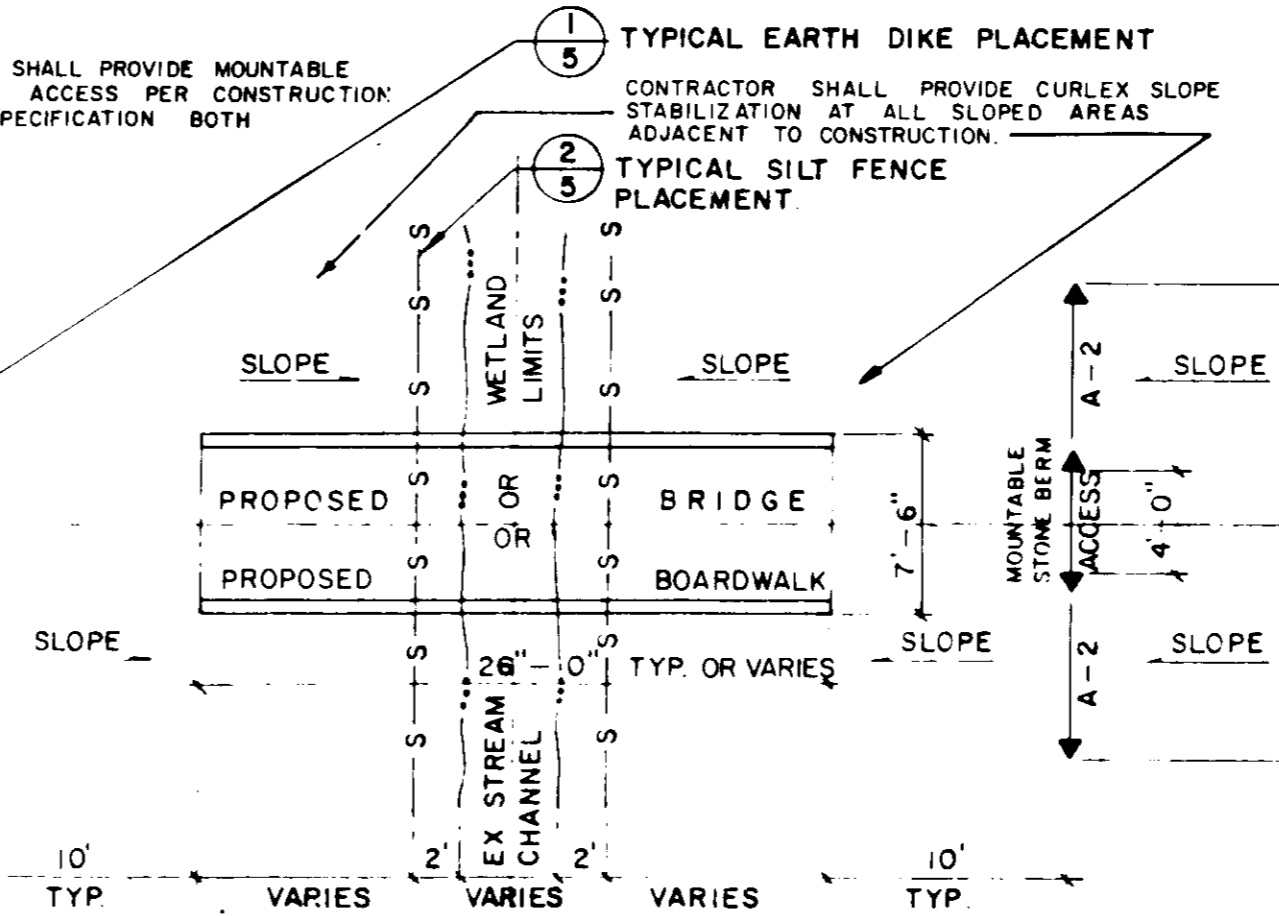 1
5
TYPICAL EARTH DIKE PLACEMENT
SHALL PROVIDE MOUNTABLE
ACCESS PER CONSTRUCTION
PECIFICATION BOTH
CONTRACTOR SHALL PROVIDE CURLEX SLOPE
STABILIZATION AT ALL SLOPED AREAS
ADJACENT TO CONSTRUCTION.
2
5
TYPICAL SILT FENCE
PLACEMENT.
S S
S S
S S
WETLAND
LIMITS
SLOPE
SLOPE
A-2
SLOPE
S S
PROPOSED OR BRIDGE
OR
PROPOSED BOARDWALK
S S
7'-6"
MOUNTABLE
STONE BERM
ACCESS
4'-0"
SLOPE
S S
26"-0" TYP. OR VARIES
SLOPE
A-2
SLOPE
S S
EX STREAM
CHANNEL
10'
TYP.
VARIES
2'
VARIES
2'
VARIES
10'
TYP.